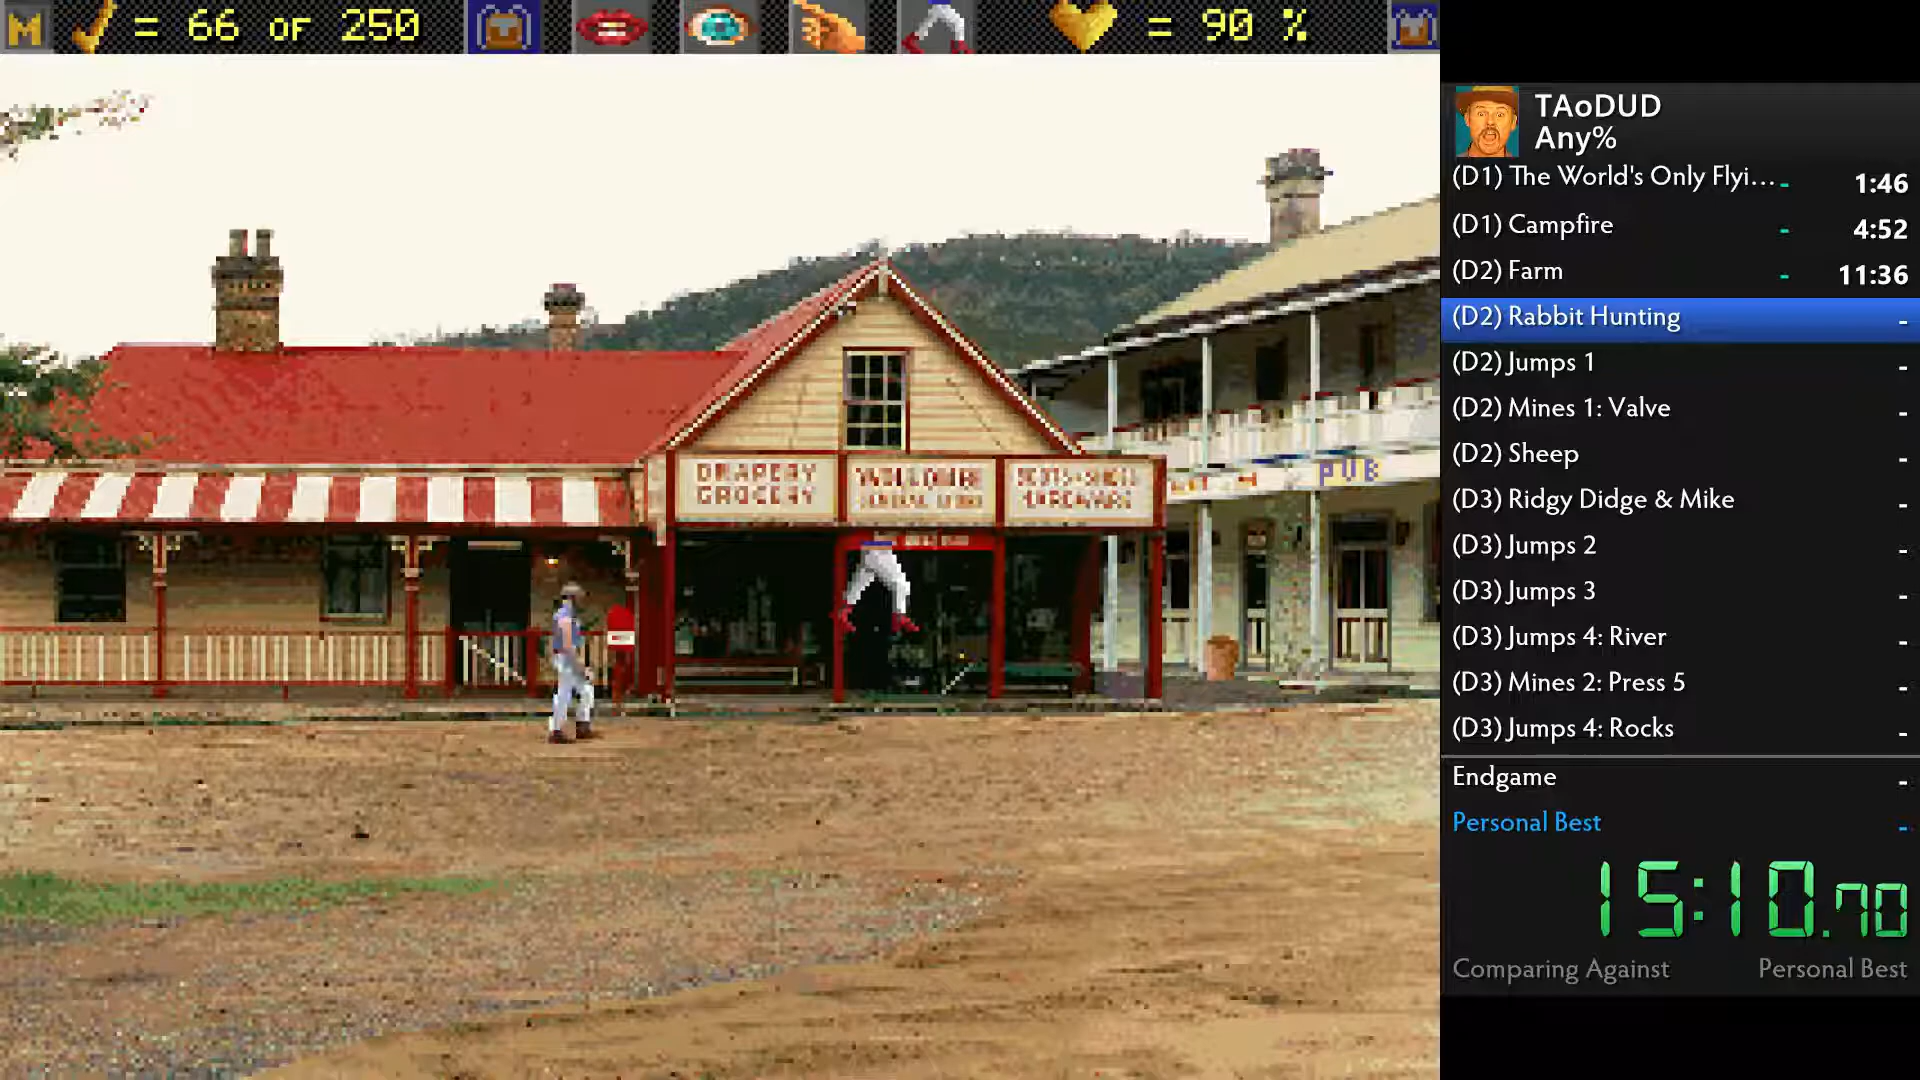 M = 66 OF 250 = 90 %
DRAPERY
GROCERY
PUB
TAoDUD
Any%
(D1) The World's Only Flyi... - 1:46
(D1) Campfire - 4:52
(D2) Farm - 11:36
(D2) Rabbit Hunting -
(D2) Jumps 1 -
(D2) Mines 1: Valve -
(D2) Sheep -
(D3) Ridgy Didge & Mike -
(D3) Jumps 2 -
(D3) Jumps 3 -
(D3) Jumps 4: River -
(D3) Mines 2: Press 5 -
(D3) Jumps 4: Rocks -
Endgame -
Personal Best -
15:10.70
Comparing Against Personal Best